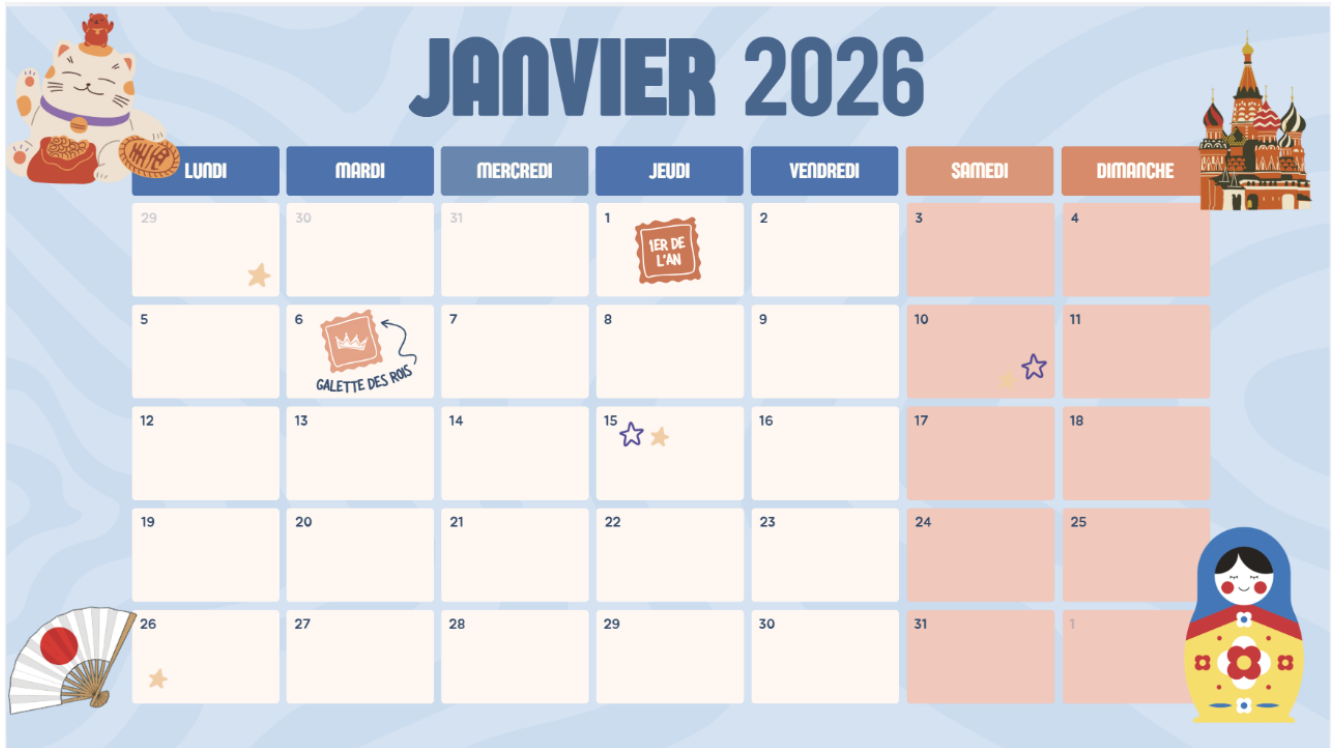 JANVIER 2026
LUNDI MARDI MERCREDI JEUDI VENDREDI SAMEDI DIMANCHE
29 30 31 1 2 3 4
1ER DE
L'AN
5 6 7 8 9 10 11
GALETTE DES ROIS
12 13 14 15 16 17 18
19 20 21 22 23 24 25
26 27 28 29 30 31 1